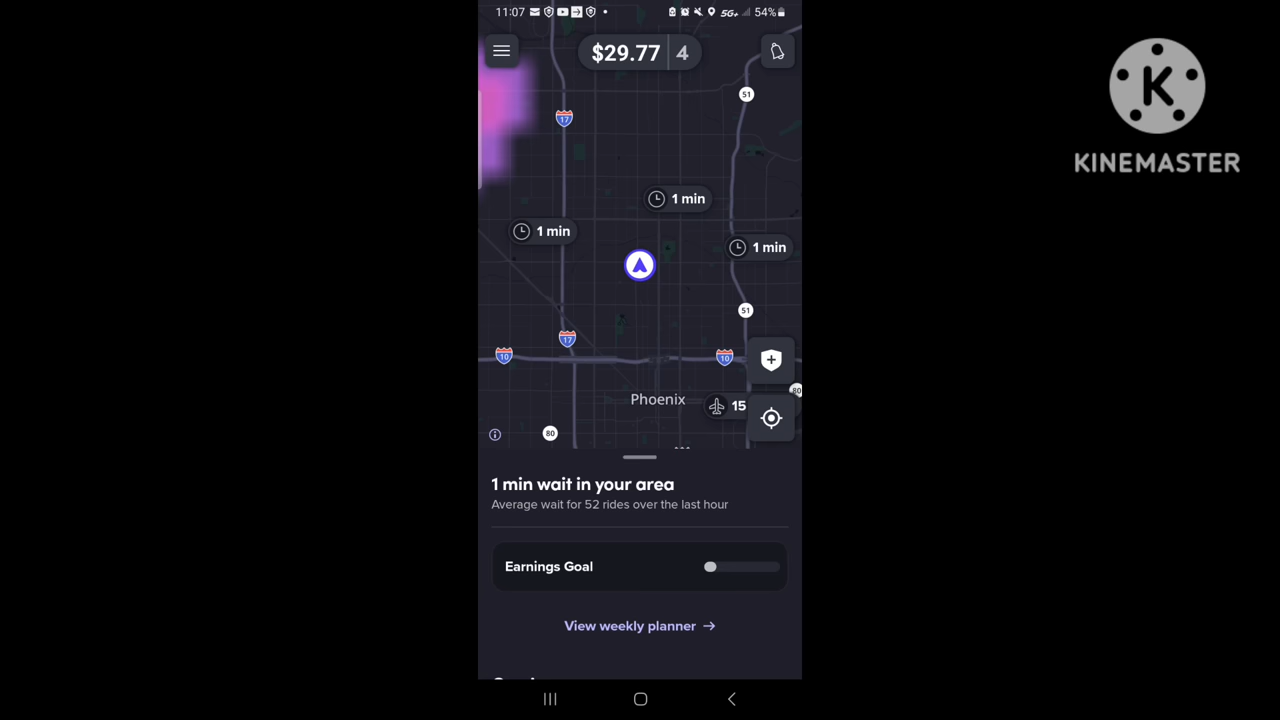 11:07
5G+ 54%
$29.77 4
51
17
1 min
1 min
1 min
51
17
10
10
80
Phoenix
15
80
1 min wait in your area
Average wait for 52 rides over the last hour
Earnings Goal
View weekly planner →
K
KINEMASTER